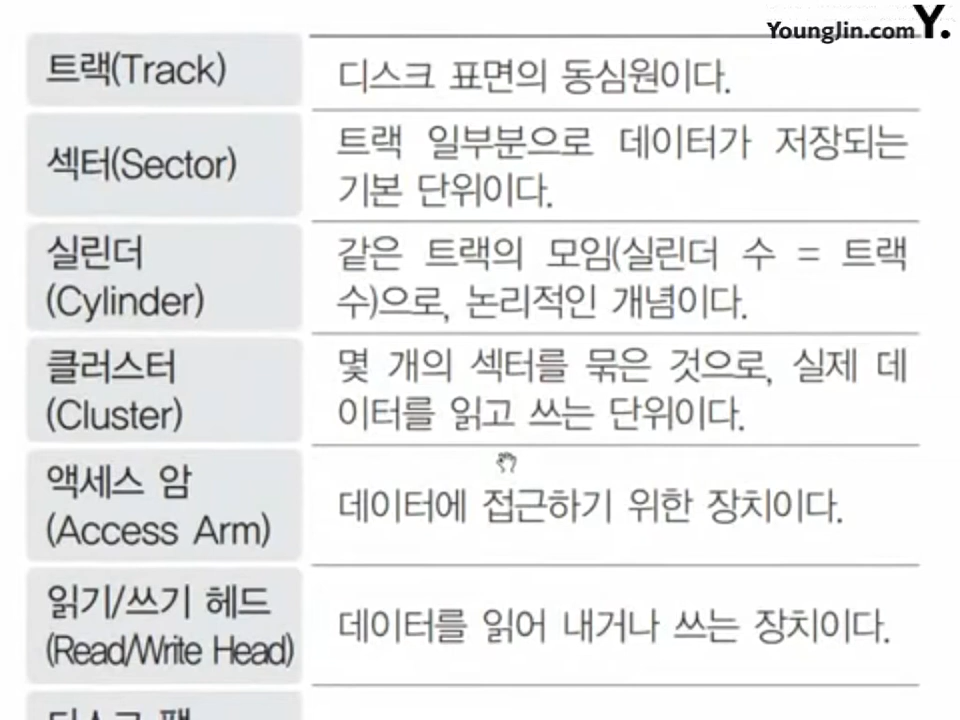 YoungJin.com Y.
트랙(Track)
디스크 표면의 동심원이다.
섹터(Sector)
트랙 일부분으로 데이터가 저장되는
기본 단위이다.
실린더
(Cylinder)
같은 트랙의 모임(실린더 수 = 트랙
수)으로, 논리적인 개념이다.
클러스터
(Cluster)
몇 개의 섹터를 묶은 것으로, 실제 데
이터를 읽고 쓰는 단위이다.
액세스 암
(Access Arm)
데이터에 접근하기 위한 장치이다.
읽기/쓰기 헤드
(Read/Write Head)
데이터를 읽어 내거나 쓰는 장치이다.